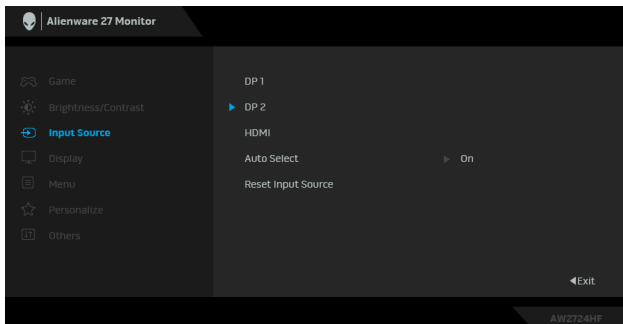 Alienware 27 Monitor
Game
Brightness/Contrast
Input Source
Display
Menu
Personalize
Others
DP 1
DP 2
HDMI
Auto Select On
Reset Input Source
Exit
AW2724HF